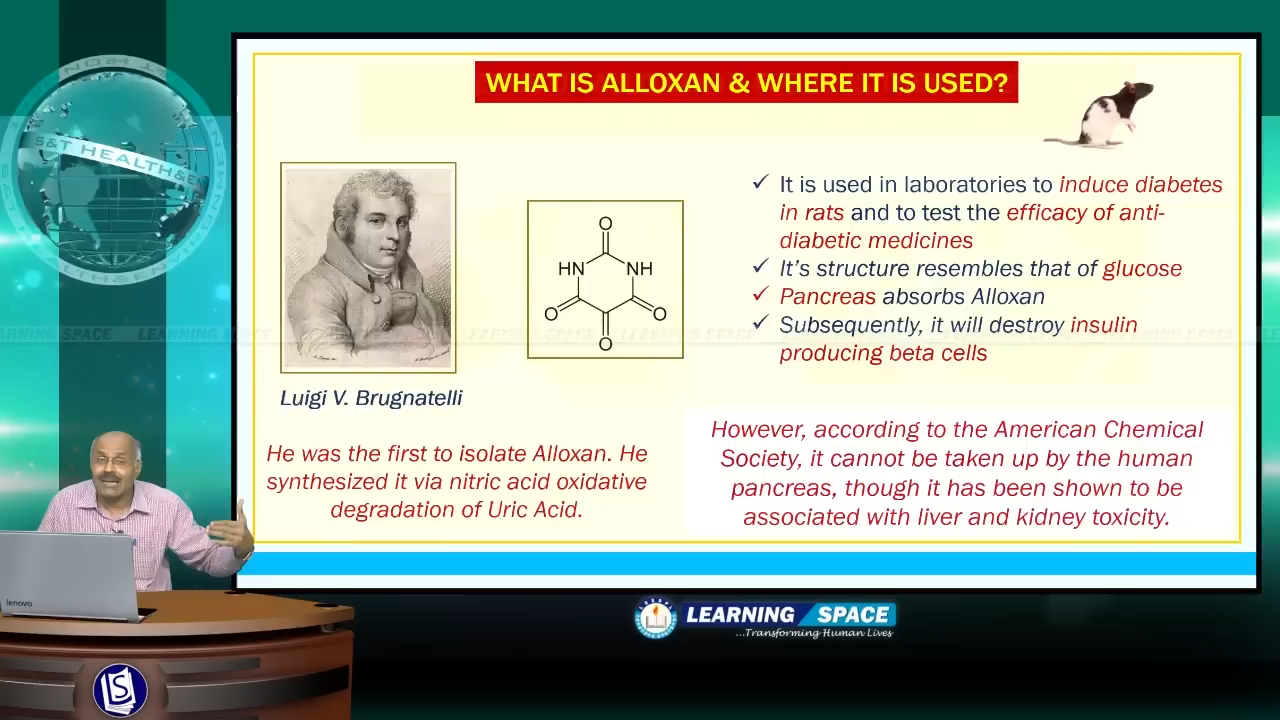 WHAT IS ALLOXAN & WHERE IT IS USED?
O
HN
NH
O
O
O
Luigi V. Brugnatelli
He was the first to isolate Alloxan. He
synthesized it via nitric acid oxidative
degradation of Uric Acid.
It is used in laboratories to induce diabetes
in rats and to test the efficacy of anti-
diabetic medicines
It's structure resembles that of glucose
Pancreas absorbs Alloxan
Subsequently, it will destroy insulin
producing beta cells
However, according to the American Chemical
Society, it cannot be taken up by the human
pancreas, though it has been shown to be
associated with liver and kidney toxicity.
S&T HEALTH&E
LEARNING SPACE
...Transforming Human Lives
lenovo
LS